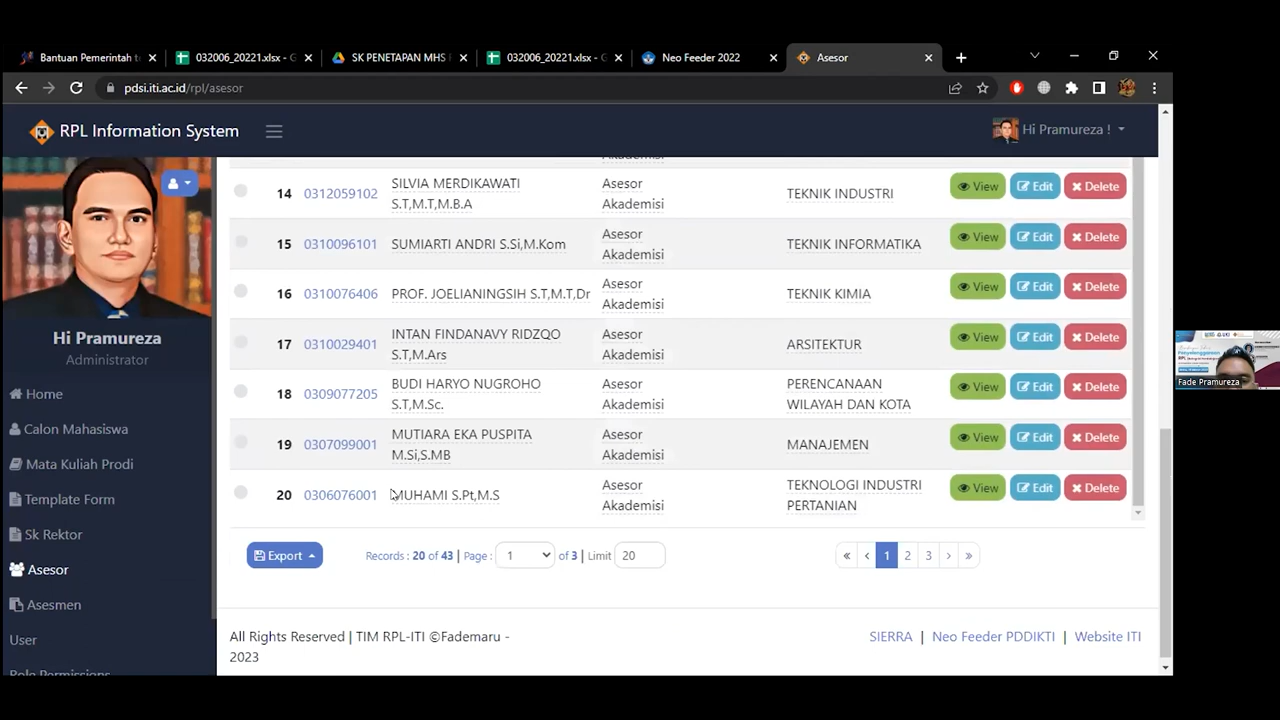 Bantuan Pemerintah
032006_20221.xlsx - G
SK PENETAPAN MHS
032006_20221.xlsx - G
Neo Feeder 2022
Asesor
pdsi.iti.ac.id/rpl/asesor
RPL Information System
Hi Pramureza !
Hi Pramureza
Administrator
Home
Calon Mahasiswa
Mata Kuliah Prodi
Template Form
Sk Rektor
Asesor
Asesmen
User
Role Permissions
Akademisi
14 0312059102 SILVIA MERDIKAWATI S.T,M.T,M.B.A Asesor Akademisi TEKNIK INDUSTRI View Edit Delete
15 0310096101 SUMIARTI ANDRI S.Si,M.Kom Asesor Akademisi TEKNIK INFORMATIKA View Edit Delete
16 0310076406 PROF. JOELIANINGSIH S.T,M.T,Dr Asesor Akademisi TEKNIK KIMIA View Edit Delete
17 0310029401 INTAN FINDANAVY RIDZQO S.T,M.Ars Asesor Akademisi ARSITEKTUR View Edit Delete
18 0309077205 BUDI HARYO NUGROHO S.T,M.Sc. Asesor Akademisi PERENCANAAN WILAYAH DAN KOTA View Edit Delete
19 0307099001 MUTIARA EKA PUSPITA M.Si,S.MB Asesor Akademisi MANAJEMEN View Edit Delete
20 0306076001 MUHAMI S.Pt,M.S Asesor Akademisi TEKNOLOGI INDUSTRI PERTANIAN View Edit Delete
Export Records : 20 of 43 | Page : 1 of 3 | Limit 20 « ‹ 1 2 3 › »
All Rights Reserved | TIM RPL-ITI ©Fademaru -
2023
SIERRA | Neo Feeder PDDIKTI | Website ITI
Fade Pramureza